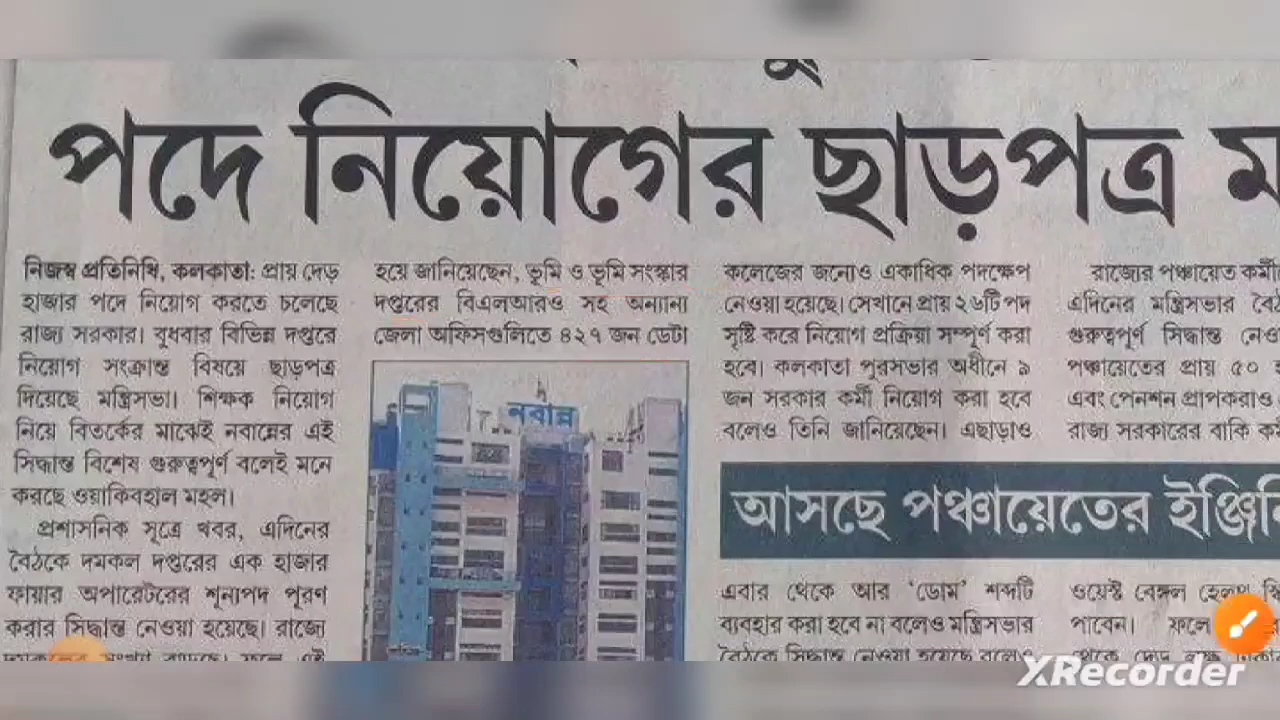 পদে নিয়োগের ছাড়পত্র
নিজস্ব প্রতিনিধি, কলকাতা: প্রায় দেড়
হাজার পদে নিয়োগ করতে চলেছে
রাজ্য সরকার। বুধবার বিভিন্ন দপ্তরে
নিয়োগ সংক্রান্ত বিষয়ে ছাড়পত্র
দিয়েছে মন্ত্রিসভা। শিক্ষক নিয়োগ
নিয়ে বিতর্কের মাঝেই নবান্নের এই
সিদ্ধান্ত বিশেষ গুরুত্বপূর্ণ বলেই মনে
করছে ওয়াকিবহাল মহল।
প্রশাসনিক সূত্রে খবর, এদিনের
বৈঠকে দমকল দপ্তরের এক হাজার
ফায়ার অপারেটরের শূন্যপদ পূরণ
করার সিদ্ধান্ত নেওয়া হয়েছে। রাজ্যে
হয়ে জানিয়েছেন, ভূমি ও ভূমি সংস্কার
দপ্তরের বিএলআরও সহ অন্যান্য
জেলা অফিসগুলিতে ৪২৭ জন ডেটা
নবান্ন
কলেজের জন্যেও একাধিক পদক্ষেপ
নেওয়া হয়েছে। সেখানে প্রায় ২৬টি পদ
সৃষ্টি করে নিয়োগ প্রক্রিয়া সম্পূর্ণ করা
হবে। কলকাতা পুরসভার অধীনে ৯
জন সরকার কর্মী নিয়োগ করা হবে
বলেও তিনি জানিয়েছেন। এছাড়াও
রাজ্যের পঞ্চায়েত
এদিনের মন্ত্রিসভার
গুরুত্বপূর্ণ সিদ্ধান্ত
পঞ্চায়েতের প্রায় ৫০
এবং পেনশন প্রাপকরাও
রাজ্য সরকারের বাকি
আসছে পঞ্চায়েতের
এবার থেকে আর ‘ডোম’ শব্দটি
ব্যবহার করা হবে না বলেও মন্ত্রিসভার
বৈঠকে সিদ্ধান্ত নেওয়া হয়েছে বলেও
ওয়েস্ট বেঙ্গল হেলথ
পাবেন। ফলে
XRecorder